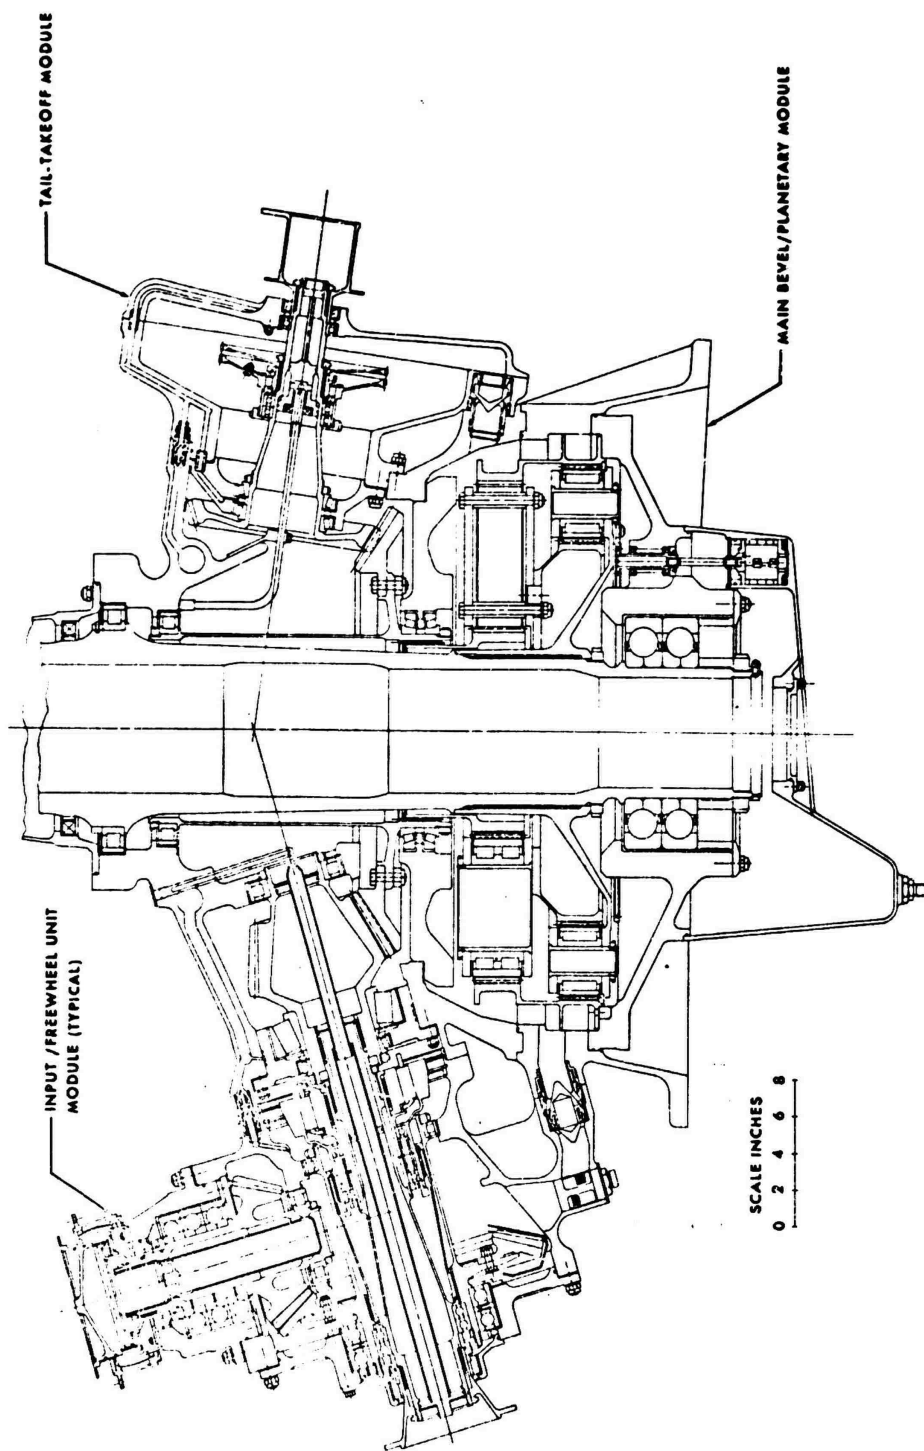 TAIL-TAKEOFF MODULE
MAIN BEVEL/PLANETARY MODULE
INPUT/FREEWHEEL UNIT
MODULE (TYPICAL)
SCALE INCHES
0 2 4 6 8